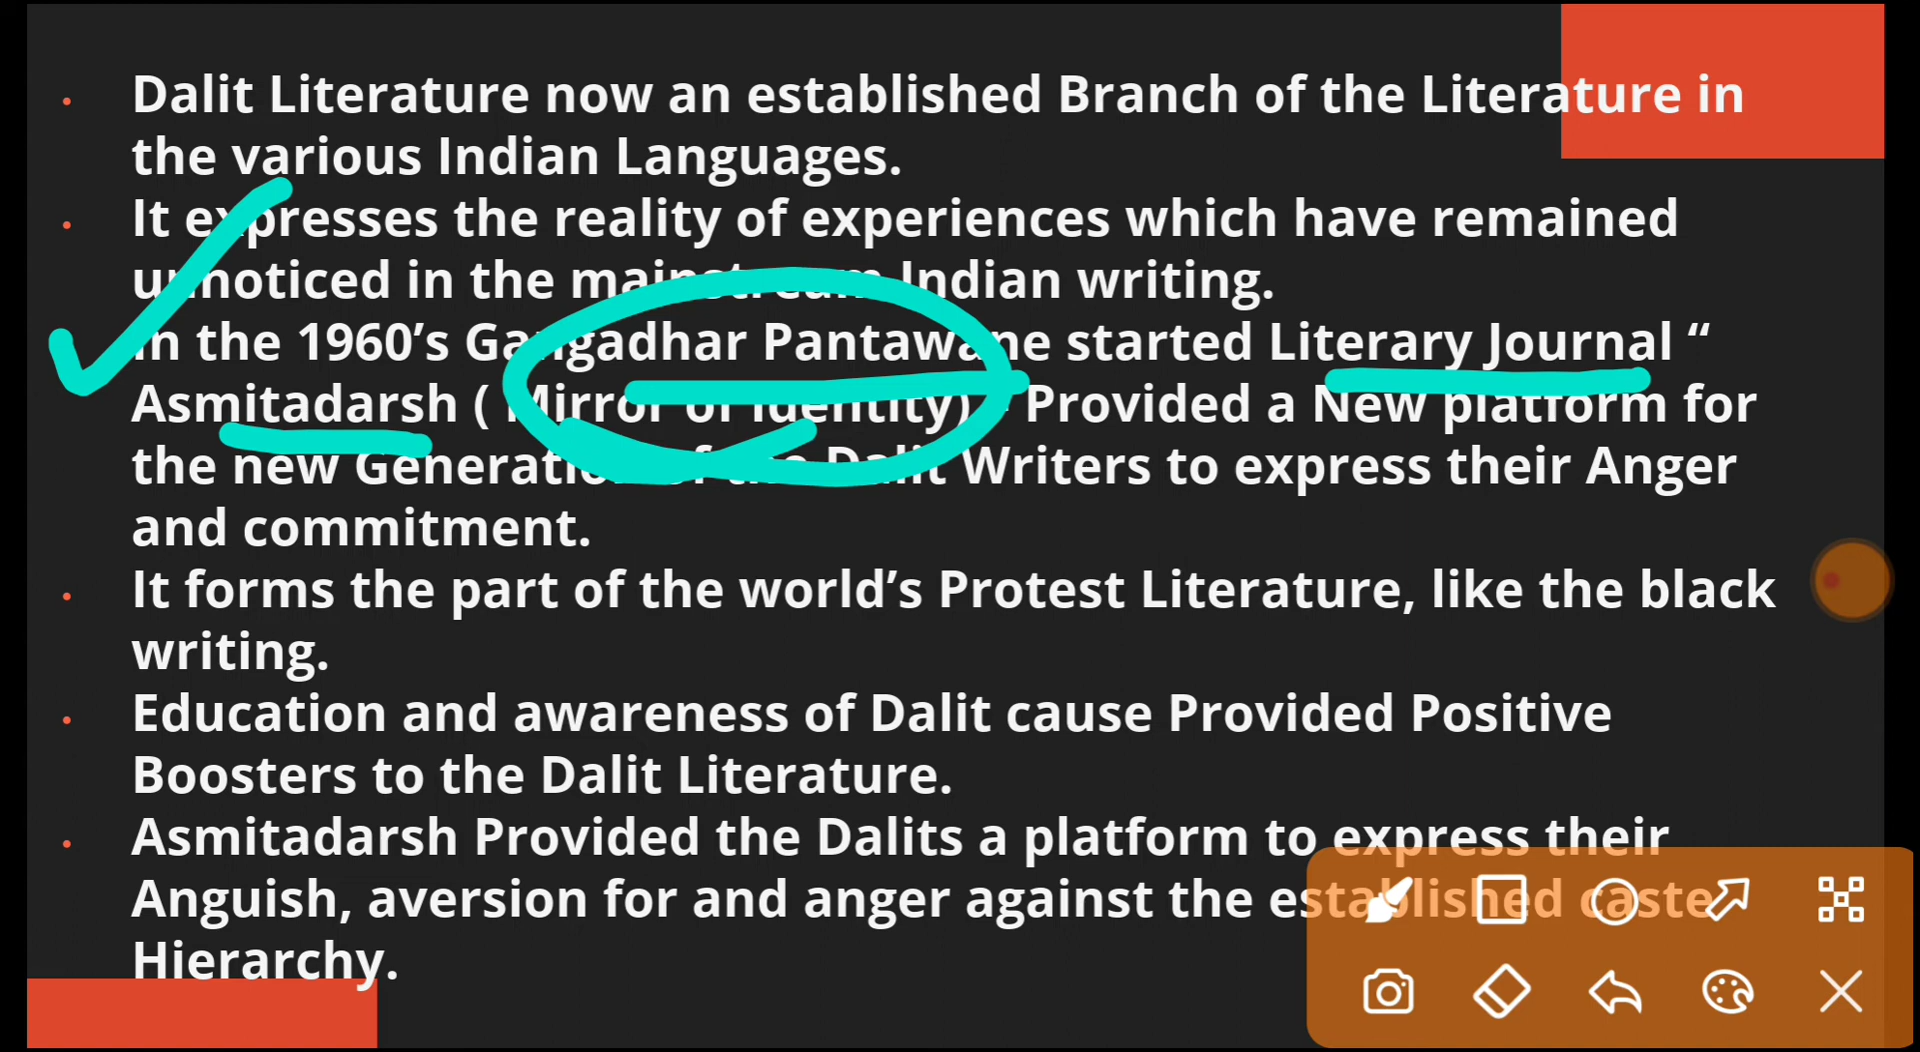 Dalit Literature now an established Branch of the Literature in
the various Indian Languages.
It expresses the reality of experiences which have remained
unnoticed in the mainstream Indian writing.
In the 1960’s Gangadhar Pantawane started Literary Journal “
Asmitadarsh ( Mirror of Identity) - Provided a New platform for
the new Generation of the Dalit Writers to express their Anger
and commitment.
It forms the part of the world’s Protest Literature, like the black
writing.
Education and awareness of Dalit cause Provided Positive
Boosters to the Dalit Literature.
Asmitadarsh Provided the Dalits a platform to express their
Anguish, aversion for and anger against the established caste
Hierarchy.